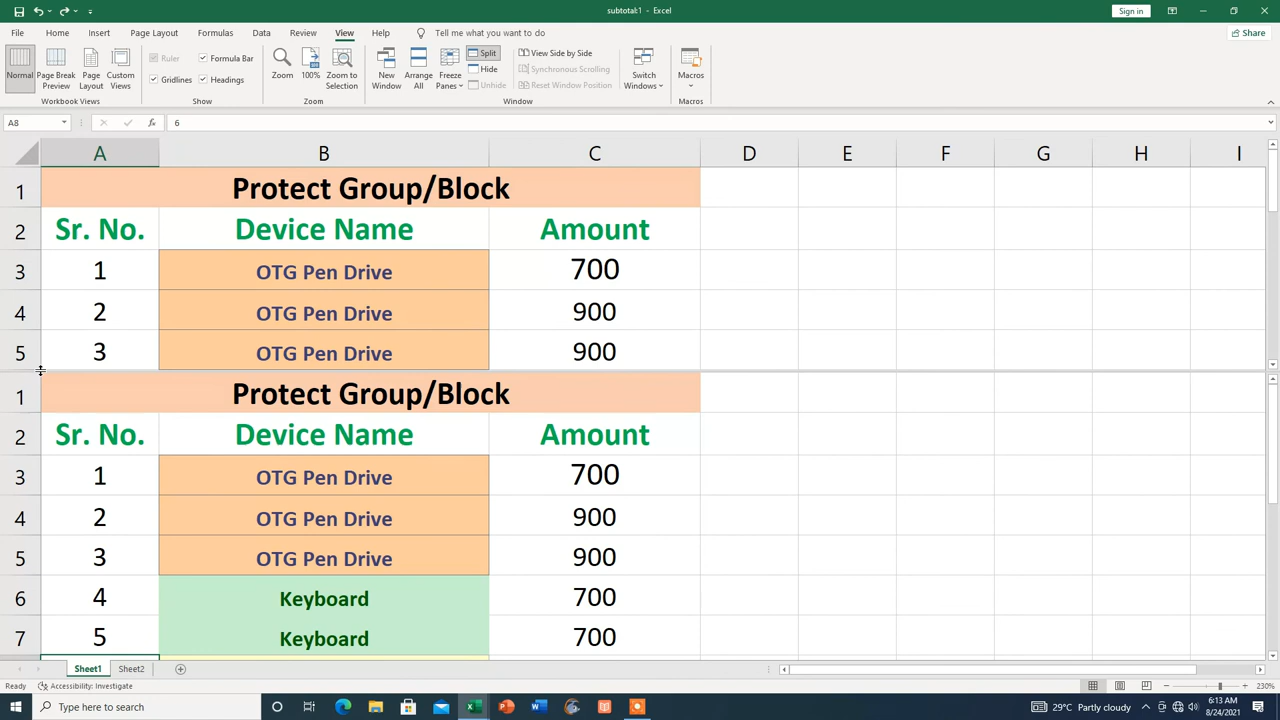 subtotal:1 - Excel
Sign in
File Home Insert Page Layout Formulas Data Review View Help Tell me what you want to do Share
Normal
Page Break Preview
Page Layout
Custom Views
Ruler
Formula Bar
Gridlines
Headings
Zoom
100%
Zoom to Selection
New Window
Arrange All
Freeze Panes
Split
Hide
Unhide
View Side by Side
Synchronous Scrolling
Reset Window Position
Switch Windows
Macros
Workbook Views Show Zoom Window Macros
A8 fx 6
A B C D E F G H I
1 Protect Group/Block
2 Sr. No. Device Name Amount
3 1 OTG Pen Drive 700
4 2 OTG Pen Drive 900
5 3 OTG Pen Drive 900
1 Protect Group/Block
2 Sr. No. Device Name Amount
3 1 OTG Pen Drive 700
4 2 OTG Pen Drive 900
5 3 OTG Pen Drive 900
6 4 Keyboard 700
7 5 Keyboard 700
Sheet1 Sheet2
Ready Accessibility: Investigate 230%
Type here to search
29°C Partly cloudy
6:13 AM
8/24/2021